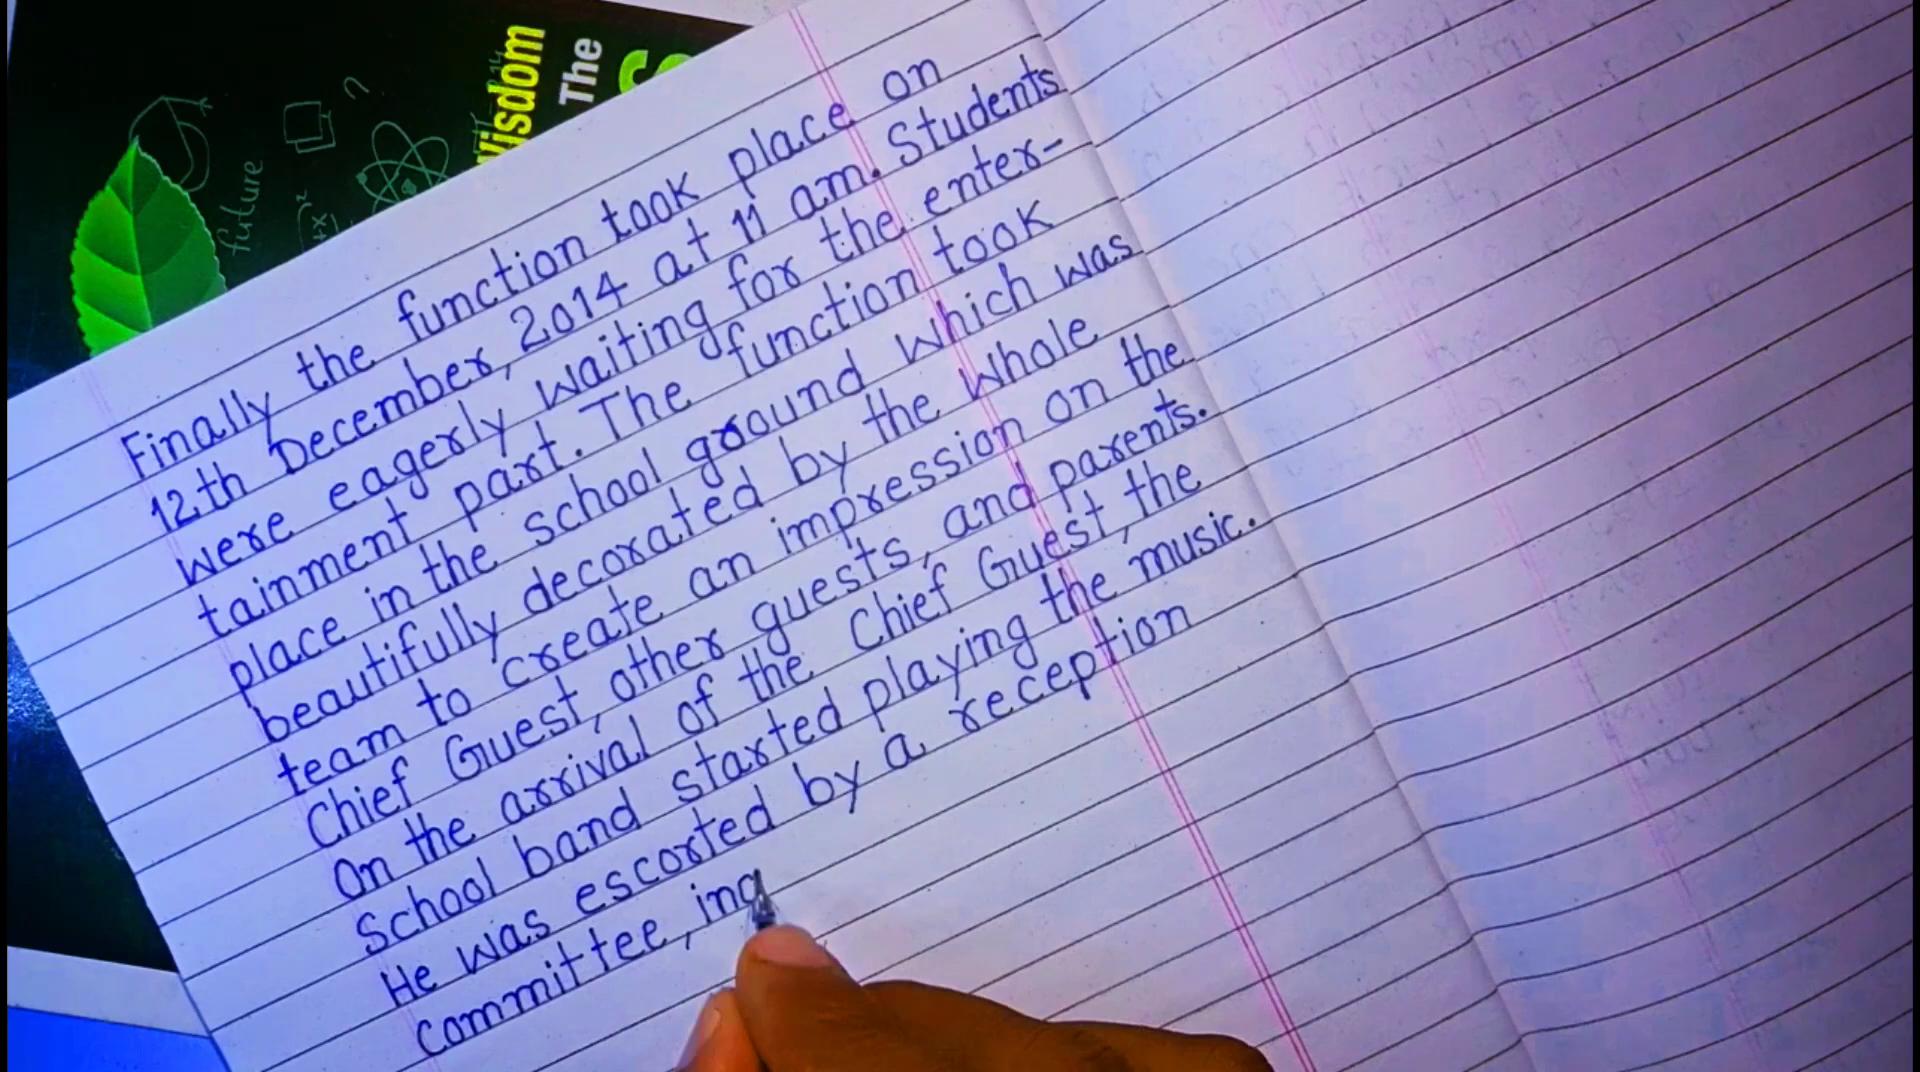 Wisdom
The
future
?
Finally the function took place on
12th December, 2014 at 11 am. Students
were eagerly waiting for the enter-
tainment part. The function took
place in the school ground which was
beautifully decorated by the whole
team to create an impression on the
Chief Guest, other guests, and parents.
On the arrival of the Chief Guest, the
School band started playing the music.
He was escorted by a reception
Committee, inc